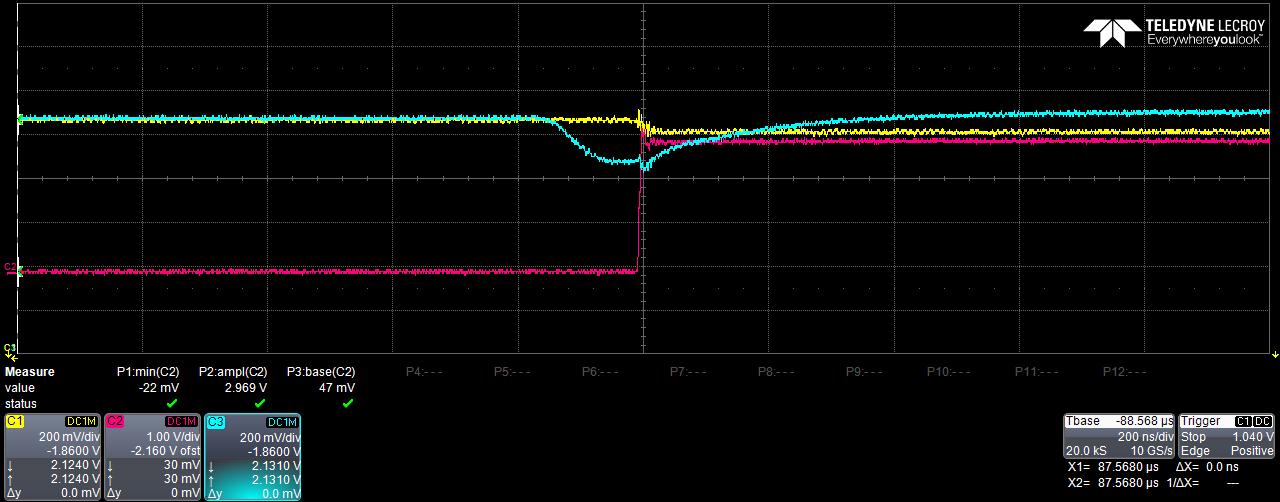 TELEDYNE LECROY
Everywhereyoulook™
C2
C3
Measure P1:min(C2) P2:ampl(C2) P3:base(C2) P4:--- P5:--- P6:--- P7:--- P8:--- P9:--- P10:--- P11:--- P12:---
value -22 mV 2.969 V 47 mV
status
C1 DC1M C2 DC1M C3 DC1M Tbase -88.568 µs Trigger C1 DC
200 mV/div 1.00 V/div 200 mV/div 200 ns/div Stop 1.040 V
-1.8600 V -2.160 V ofst -1.8600 V 20.0 kS 10 GS/s Edge Positive
↓ 2.1240 V ↓ 30 mV ↓ 2.1310 V X1= 87.5680 µs ΔX= 0.0 ns
↑ 2.1240 V ↑ 30 mV ↑ 2.1310 V X2= 87.5680 µs 1/ΔX= ---
Δy 0.0 mV Δy 0 mV Δy 0.0 mV